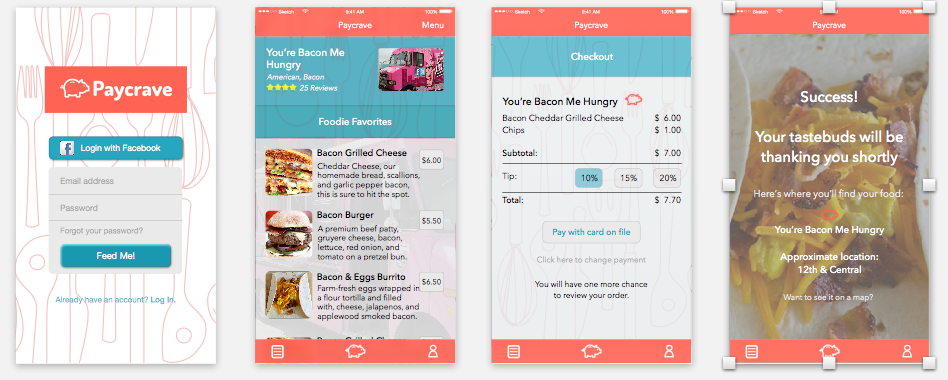 Paycrave
Login with Facebook
Email address
Password
Forgot your password?
Feed Me!
Already have an account? Log In.
Sketch 9:41 AM 100%
Paycrave Menu
You're Bacon Me
Hungry
American, Bacon
25 Reviews
Foodie Favorites
Bacon Grilled Cheese
$6.00
Cheddar Cheese, our
homemade bread, scallions,
and garlic pepper bacon,
this is sure to hit the spot.
Bacon Burger
$5.50
A premium beef patty,
gruyere cheese, bacon,
lettuce, red onion, and
tomato on a pretzel bun.
Bacon & Eggs Burrito
$6.50
Farm-fresh eggs wrapped in
a flour tortilla and filled
with, cheese, jalapenos, and
applewood smoked bacon.
Sketch 9:41 AM 100%
Paycrave
Checkout
You're Bacon Me Hungry
Bacon Cheddar Grilled Cheese $ 6.00
Chips $ 1.00
Subtotal: $ 7.00
Tip: 10% 15% 20%
Total: $ 7.70
Pay with card on file
Click here to change payment
You will have one more chance
to review your order.
Sketch 9:41 AM 100%
Paycrave
Success!
Your tastebuds will be
thanking you shortly
Here's where you'll find your food:
You're Bacon Me Hungry
Approximate location:
12th & Central
Want to see it on a map?